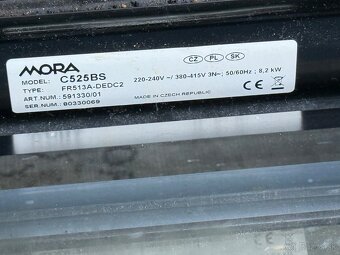 MORA
CZ PL SK
MODEL: C525BS
TYPE: FR513A-DEDC2
220-240V ~/ 380-415V 3N~; 50/60Hz; 8,2 kW
ART.NUM.: 591330/01
SER.NUM.: 80330069
MADE IN CZECH REPUBLIC
CE